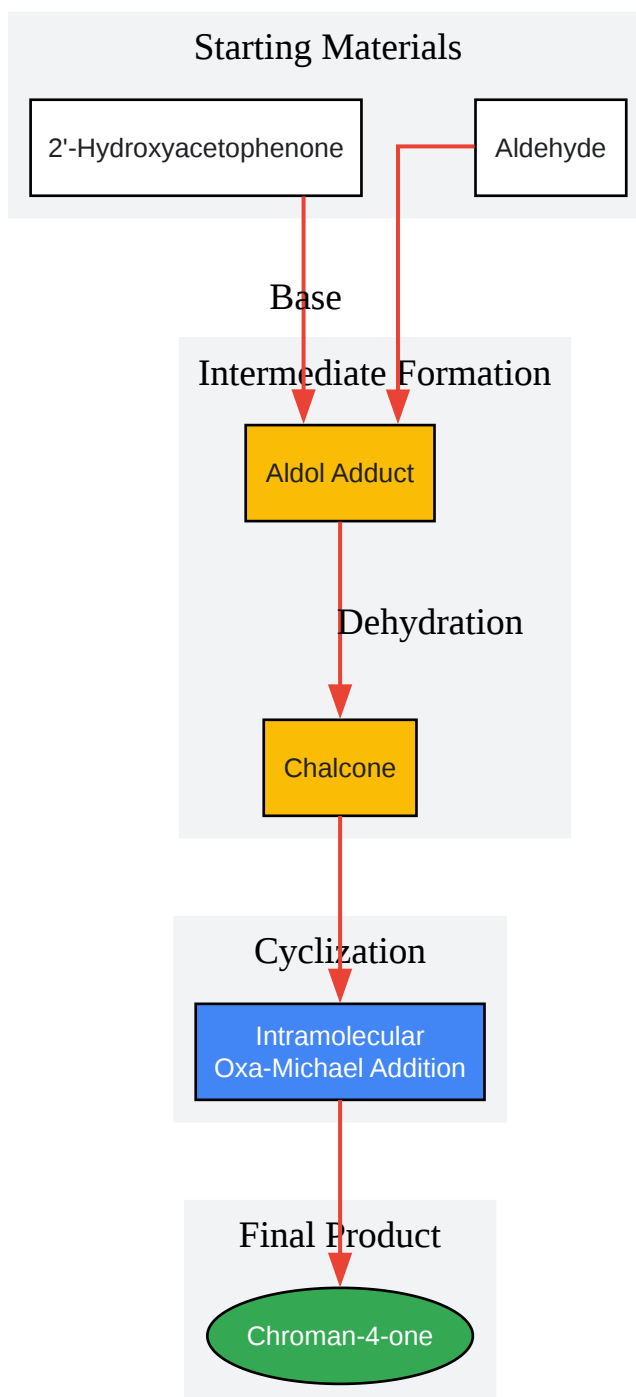 Starting Materials
2'-Hydroxyacetophenone
Aldehyde
Base
Intermediate Formation
Aldol Adduct
Dehydration
Chalcone
Cyclization
Intramolecular
Oxa-Michael Addition
Final Product
Chroman-4-one